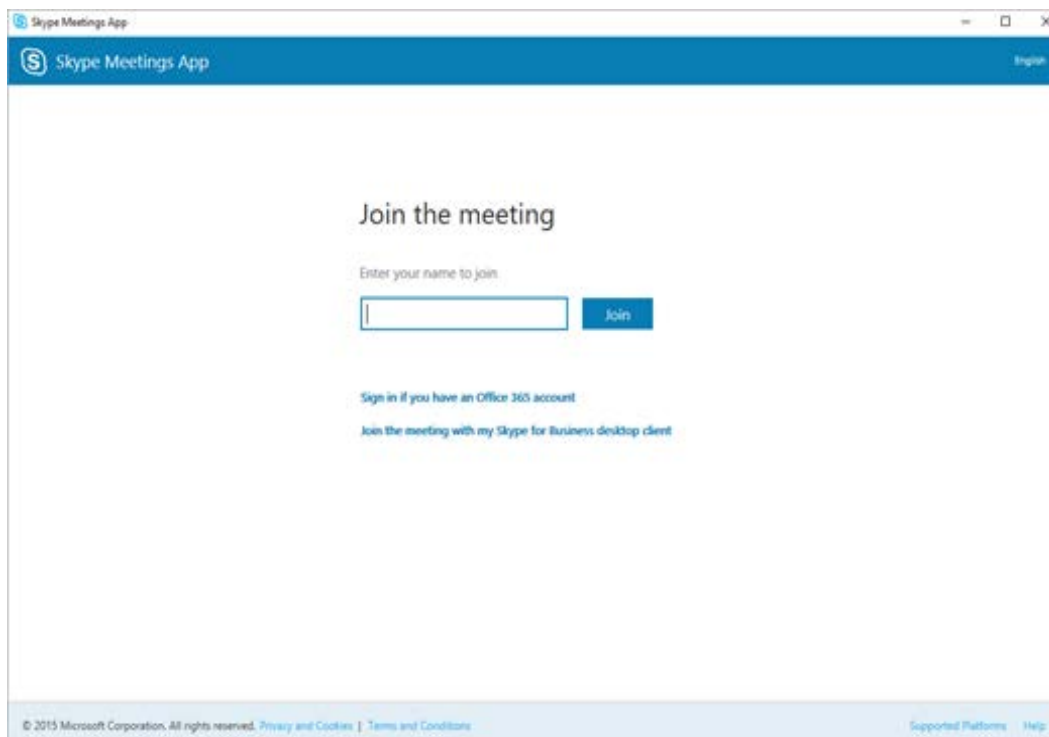 Skype Meetings App
Skype Meetings App
English
Join the meeting
Enter your name to join
Join
Sign in if you have an Office 365 account
Join the meeting with my Skype for Business desktop client
© 2015 Microsoft Corporation. All rights reserved. Privacy and Cookies | Terms and Conditions Supported Platforms Help